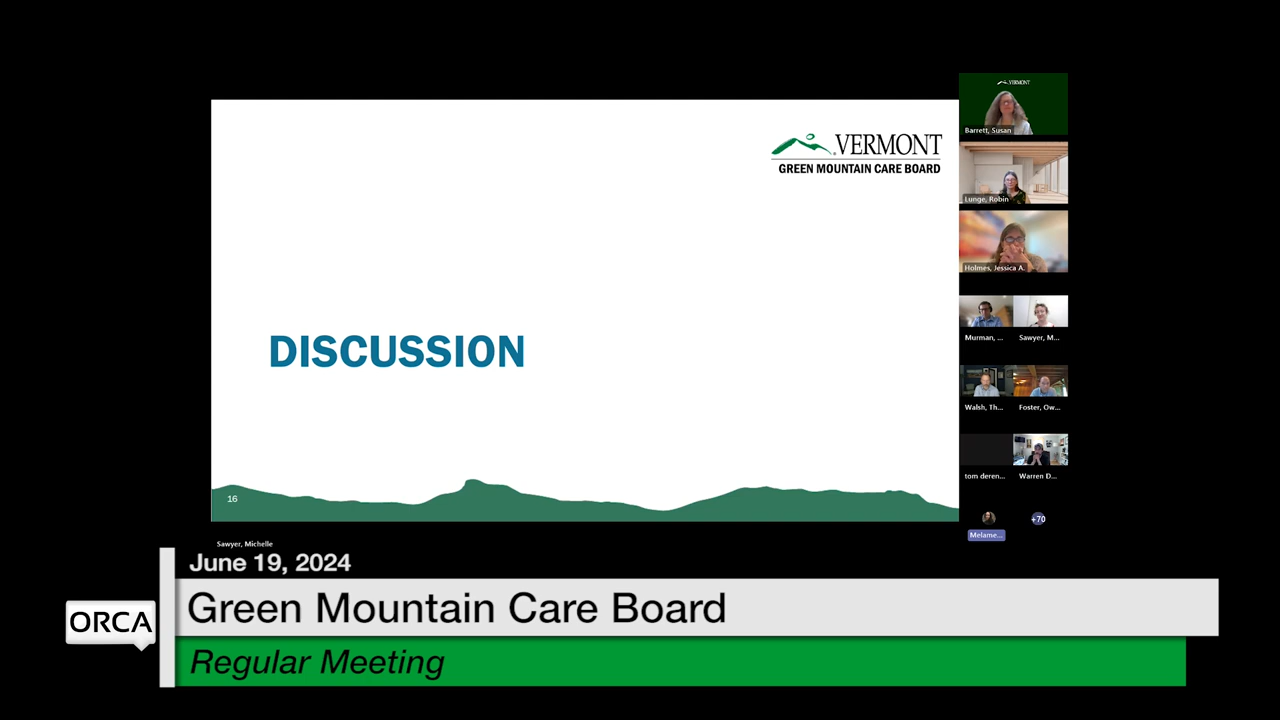 VERMONT
GREEN MOUNTAIN CARE BOARD
DISCUSSION
16
VERMONT
Barrett, Susan
Lunge, Robin
Holmes, Jessica A.
Murman, ...
Sawyer, M...
Walsh, Th...
Foster, Ow...
tom deren...
Warren D...
Melame...
+70
Sawyer, Michelle
June 19, 2024
ORCA
Green Mountain Care Board
Regular Meeting